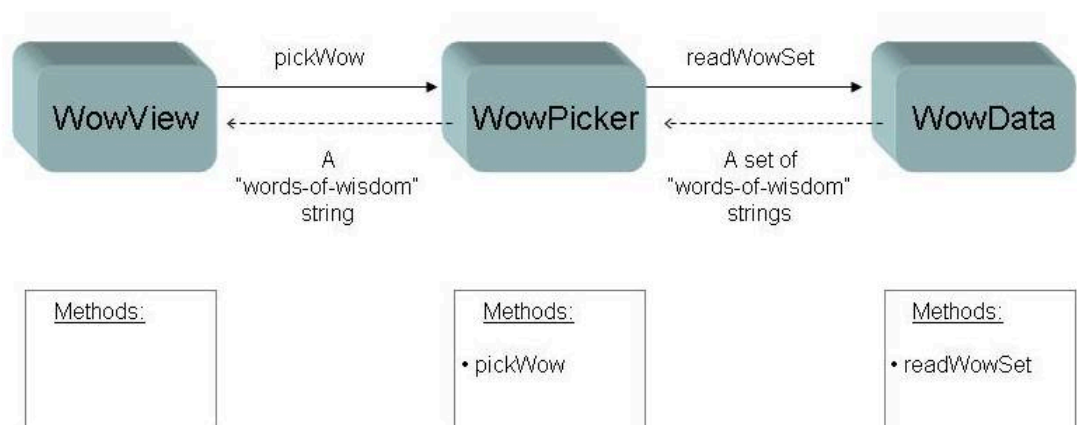 pickWow
readWowSet
WowView
WowPicker
WowData
A
"words-of-wisdom"
string
A set of
"words-of-wisdom"
strings
Methods:
Methods:
• pickWow
Methods:
• readWowSet